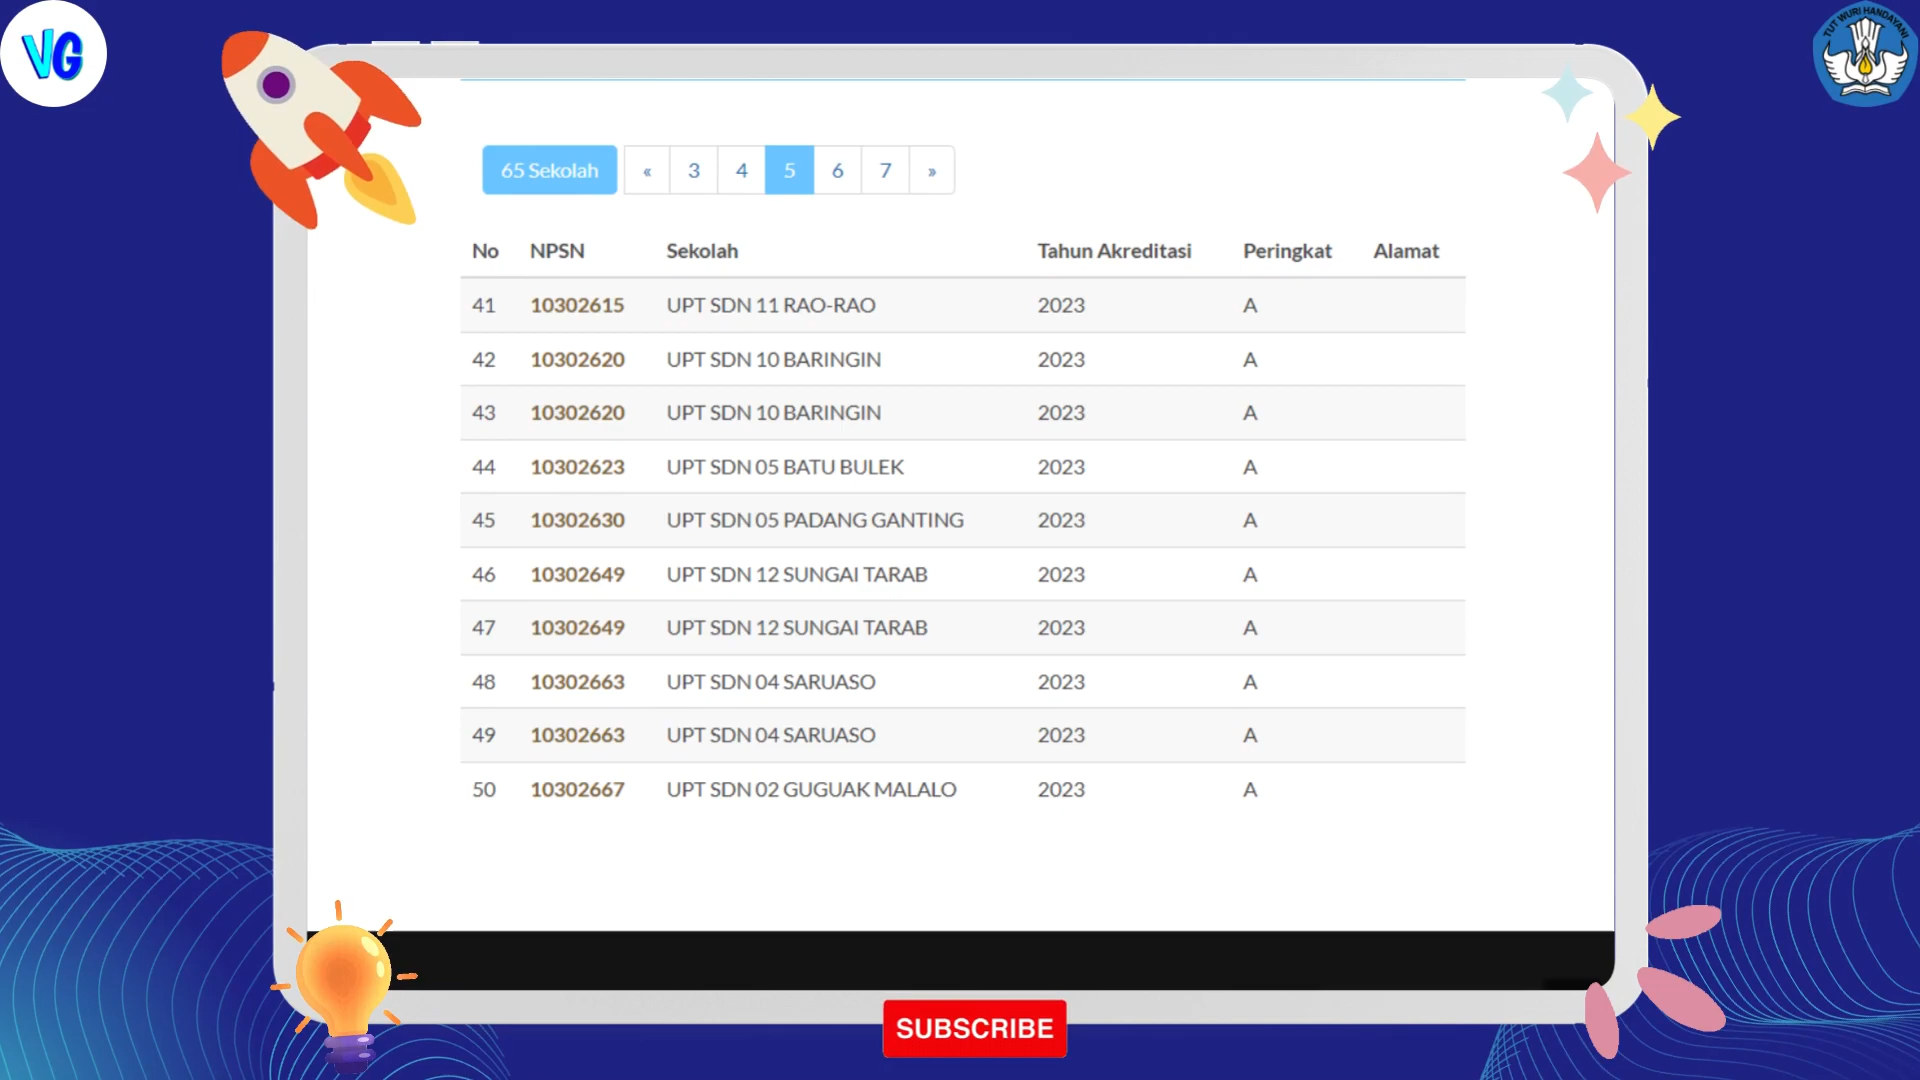 VG
TUT WURI HANDAYANI
65 Sekolah « 3 4 5 6 7 »
No NPSN Sekolah Tahun Akreditasi Peringkat Alamat
41 10302615 UPT SDN 11 RAO-RAO 2023 A
42 10302620 UPT SDN 10 BARINGIN 2023 A
43 10302620 UPT SDN 10 BARINGIN 2023 A
44 10302623 UPT SDN 05 BATU BULEK 2023 A
45 10302630 UPT SDN 05 PADANG GANTING 2023 A
46 10302649 UPT SDN 12 SUNGAI TARAB 2023 A
47 10302649 UPT SDN 12 SUNGAI TARAB 2023 A
48 10302663 UPT SDN 04 SARUASO 2023 A
49 10302663 UPT SDN 04 SARUASO 2023 A
50 10302667 UPT SDN 02 GUGUAK MALALO 2023 A
SUBSCRIBE